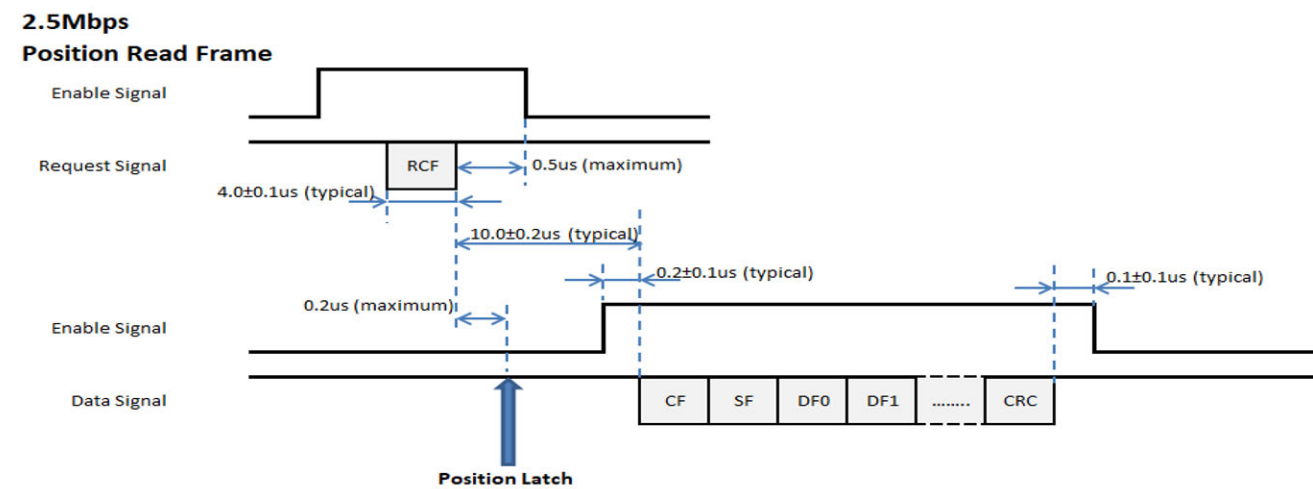 2.5Mbps
Position Read Frame
Enable Signal
Request Signal
RCF
0.5us (maximum)
4.0±0.1us (typical)
10.0±0.2us (typical)
0.2±0.1us (typical)
0.1±0.1us (typical)
0.2us (maximum)
Enable Signal
Data Signal
CF SF DF0 DF1 ........ CRC
Position Latch